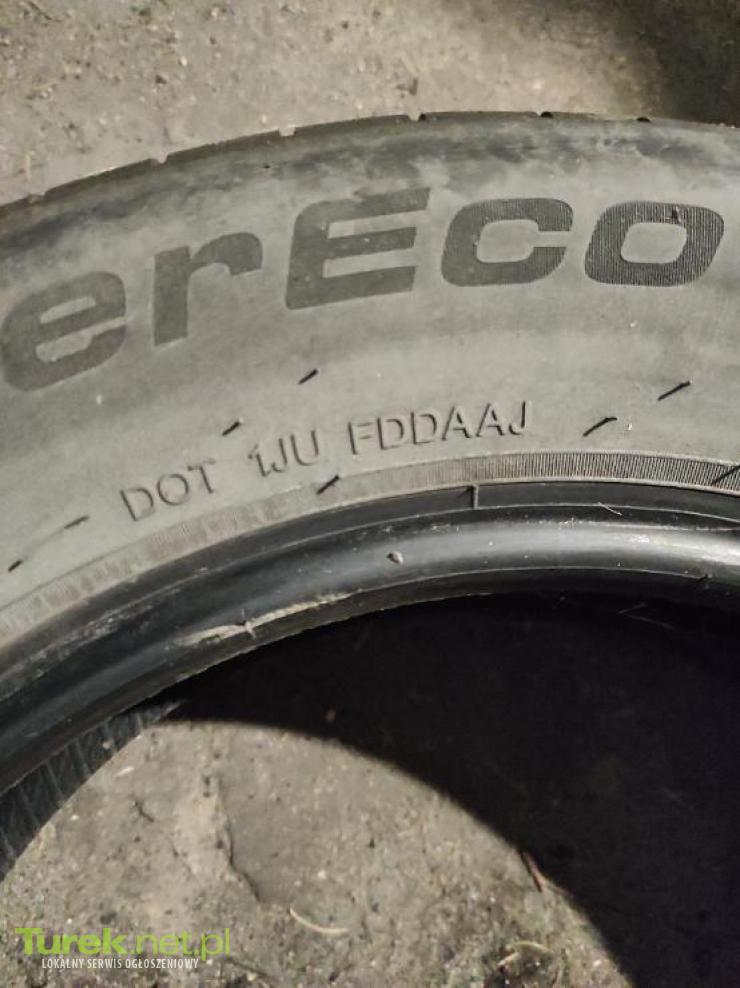 erEco
DOT 1JU FDDAAJ
Turek.net.pl
LOKALNY SERWIS OGŁOSZENIOWY